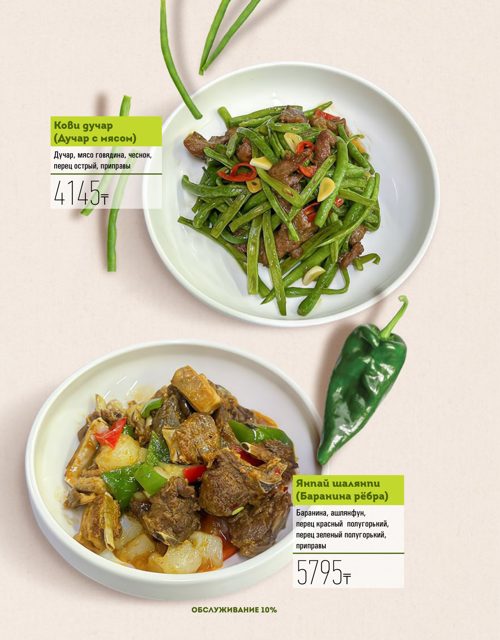 Кови дучар
(Дучар с мясом)
Дучар, мясо говядина, чеснок,
перец острый, приправы
4145₸
Янпай шалянпи
(Баранина рёбра)
Баранина, ашлянфун,
перец красный полугорький,
перец зеленый полугорький,
приправы
5795₸
ОБСЛУЖИВАНИЕ 10%